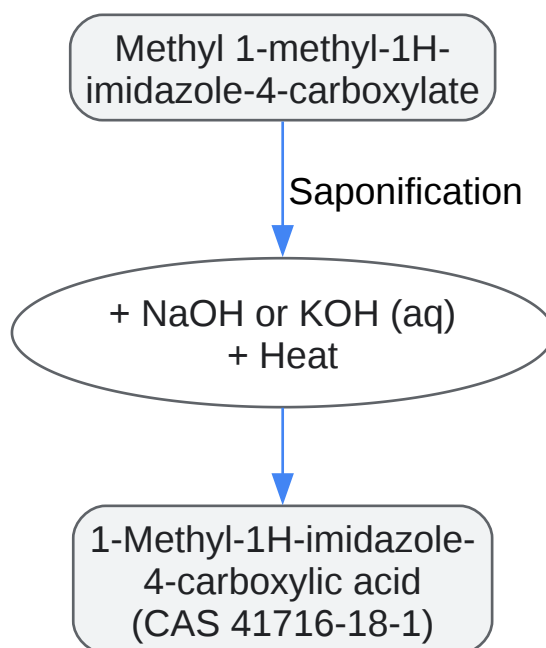 Methyl 1-methyl-1H-
imidazole-4-carboxylate
Saponification
+ NaOH or KOH (aq)
+ Heat
1-Methyl-1H-imidazole-
4-carboxylic acid
(CAS 41716-18-1)